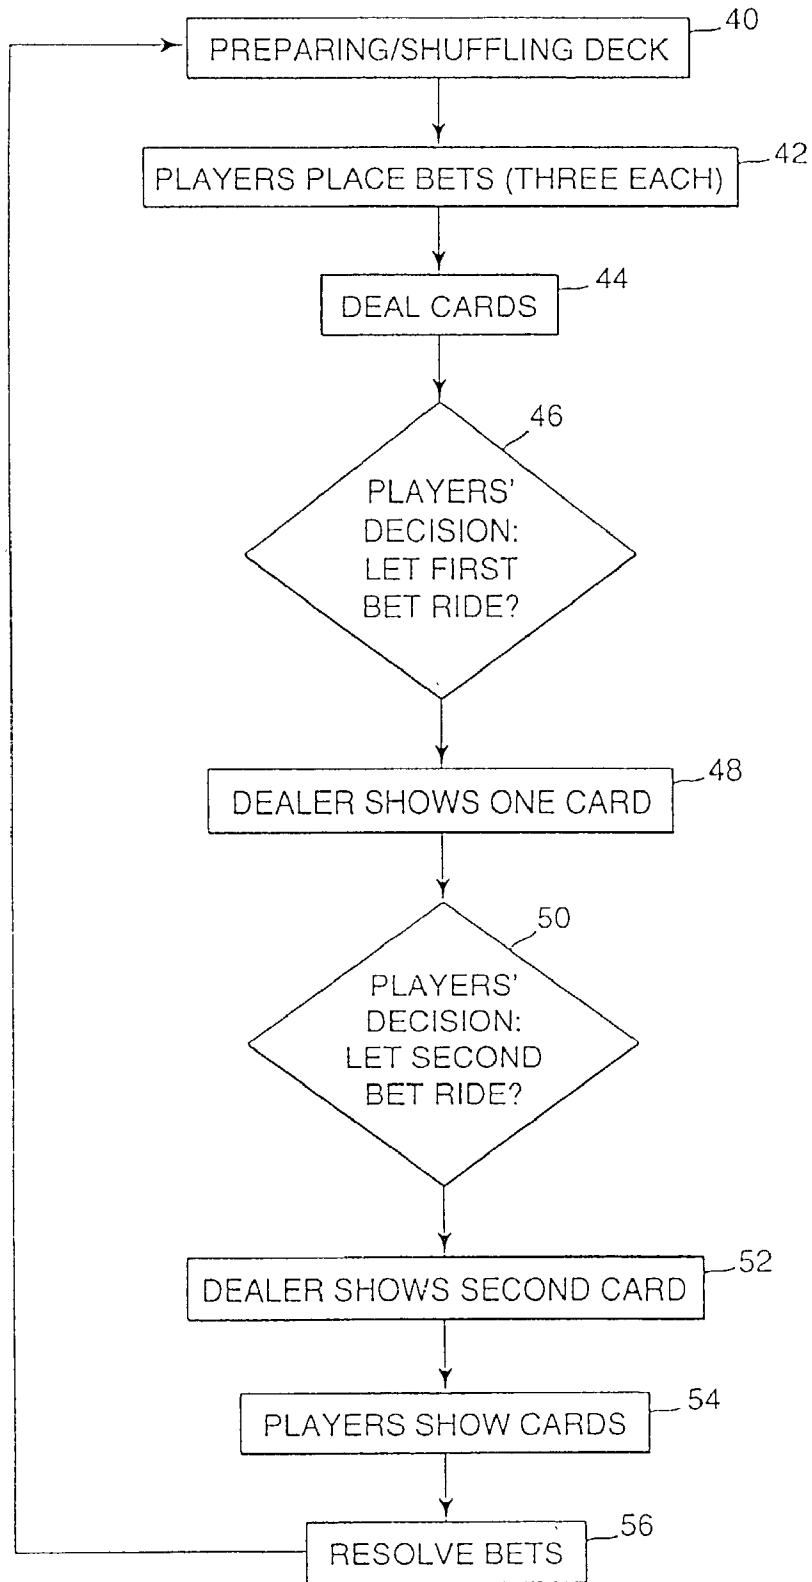 PREPARING/SHUFFLING DECK
40
PLAYERS PLACE BETS (THREE EACH)
42
DEAL CARDS
44
46
PLAYERS'
DECISION:
LET FIRST
BET RIDE?
DEALER SHOWS ONE CARD
48
50
PLAYERS'
DECISION:
LET SECOND
BET RIDE?
DEALER SHOWS SECOND CARD
52
PLAYERS SHOW CARDS
54
RESOLVE BETS
56